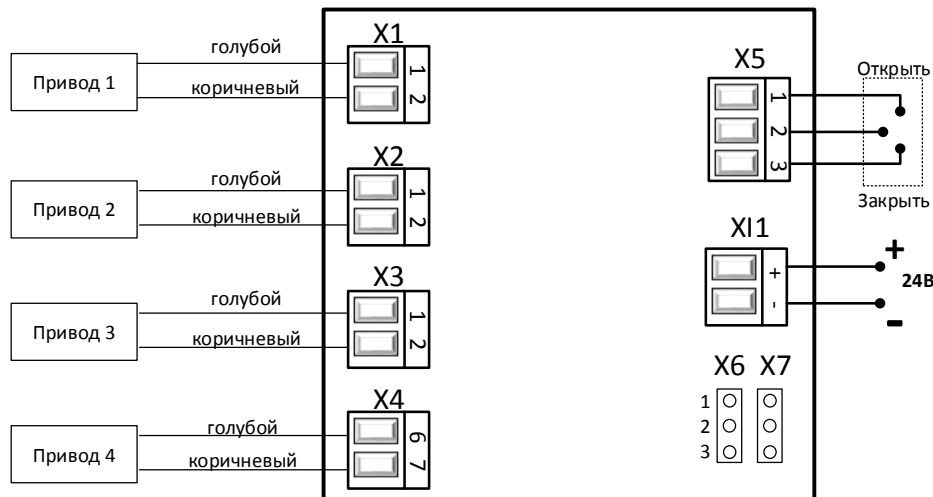 X1
голубой
Привод 1
1
коричневый
2
X2
голубой
Привод 2
1
коричневый
2
X3
голубой
Привод 3
1
коричневый
2
X4
голубой
Привод 4
6
коричневый
7
X5
Открыть
1
2
3
Закрыть
XI1
+
+
24В
-
-
X6 X7
1
2
3